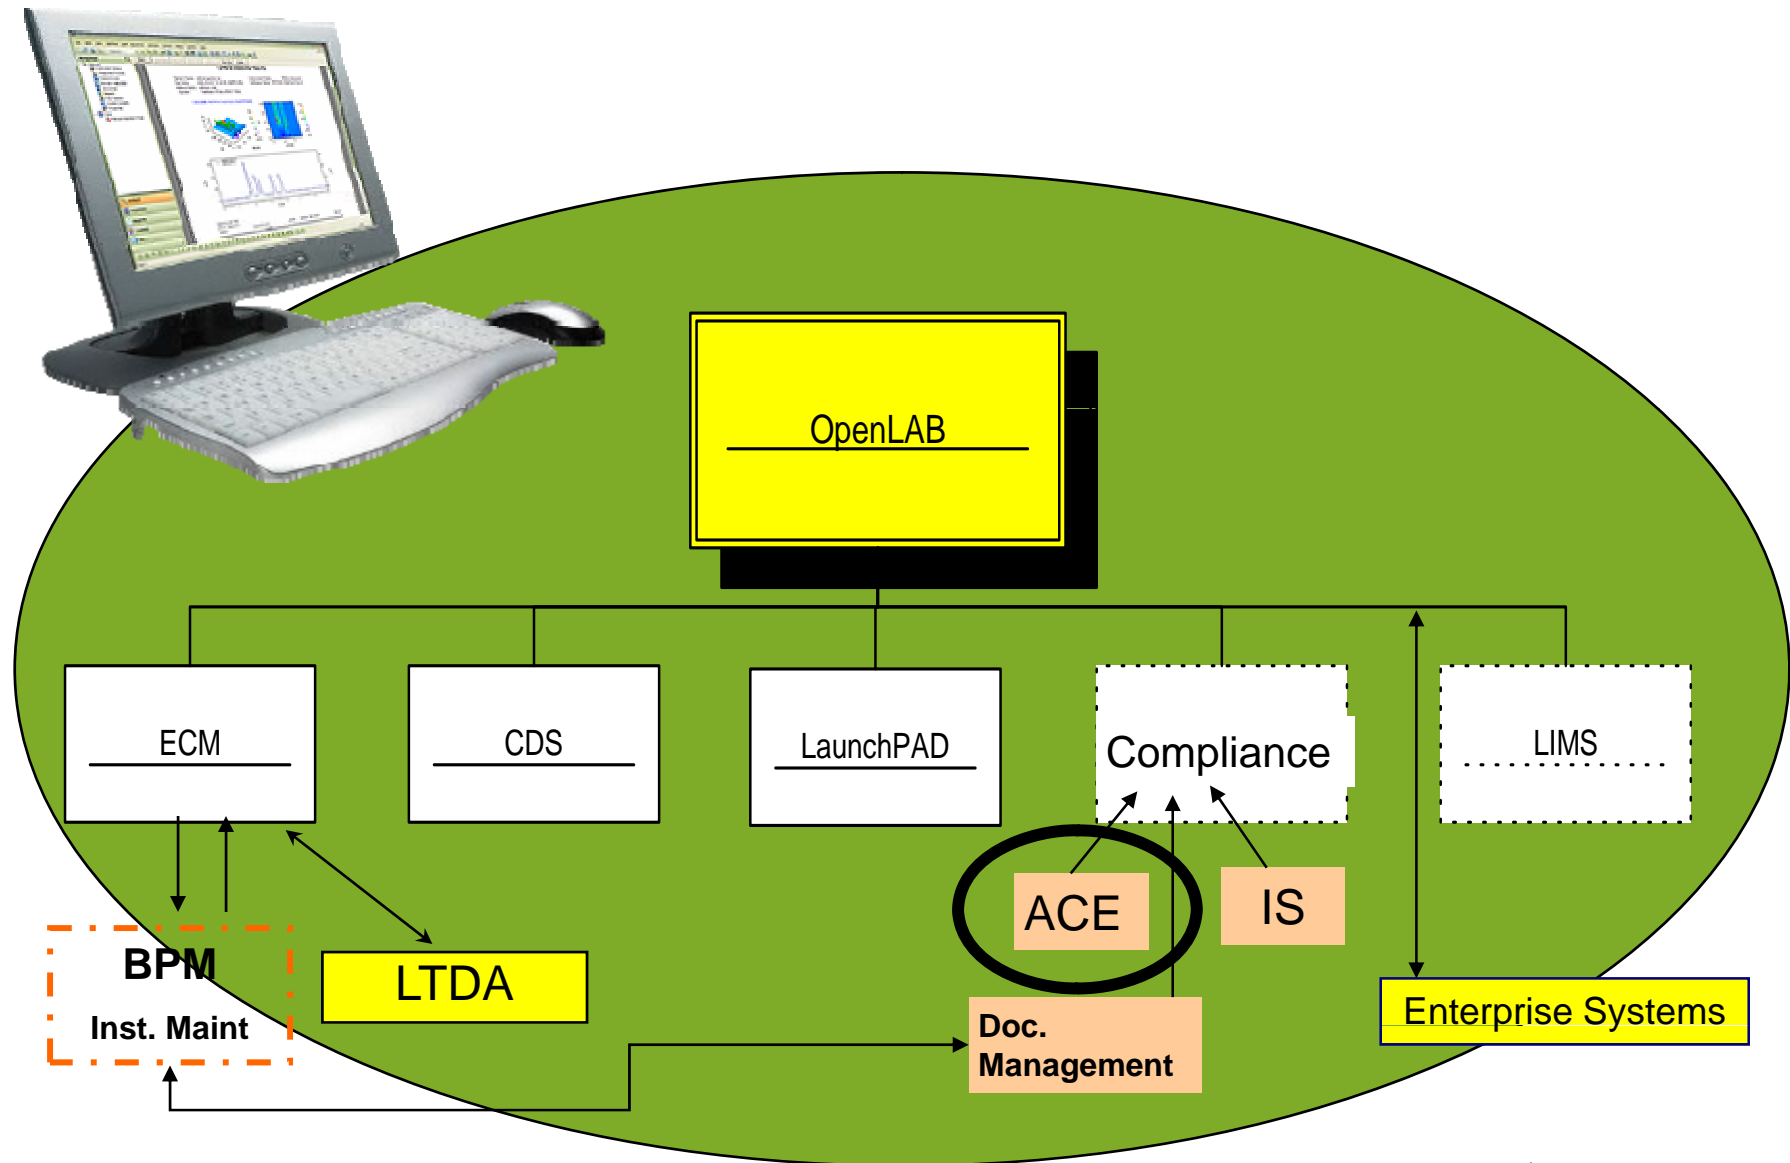 OpenLAB
ECM
CDS
LaunchPAD
Compliance
LIMS
ACE
IS
BPM
Inst. Maint
LTDA
Doc.
Management
Enterprise Systems